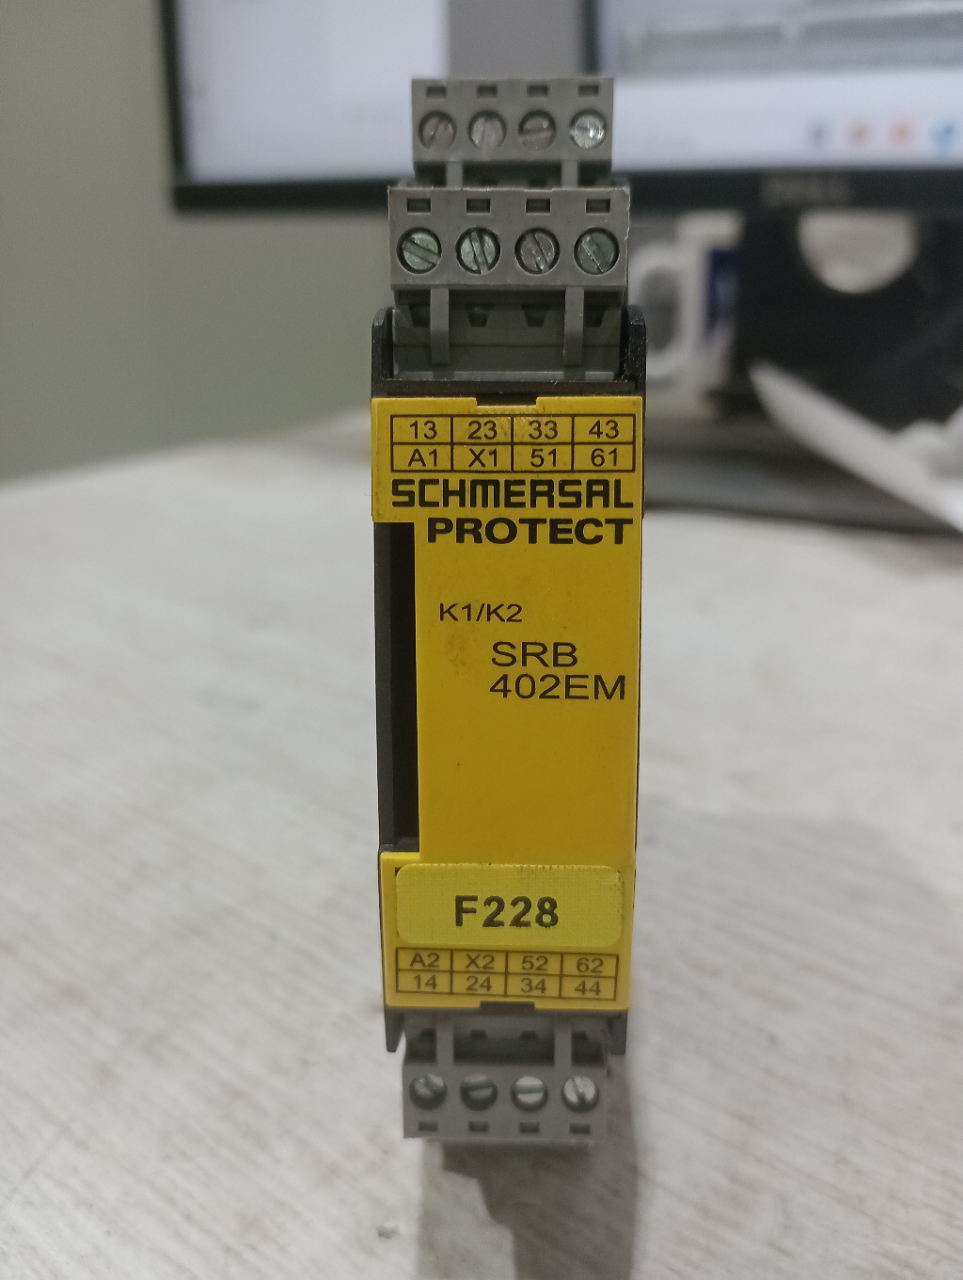 13 23 33 43
A1 X1 51 61
SCHMERSAL
PROTECT
K1/K2
SRB
402EM
F228
A2 X2 52 62
14 24 34 44